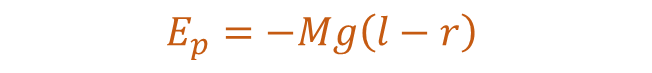 E_p = −Mg(l − r)